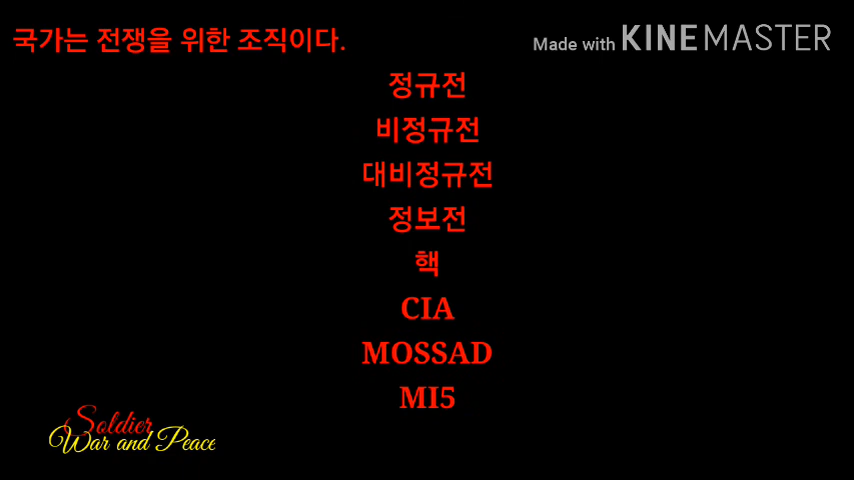 국가는 전쟁을 위한 조직이다.
Made with KINEMASTER
정규전
비정규전
대비정규전
정보전
핵
CIA
MOSSAD
MI5
Soldier
War and Peace